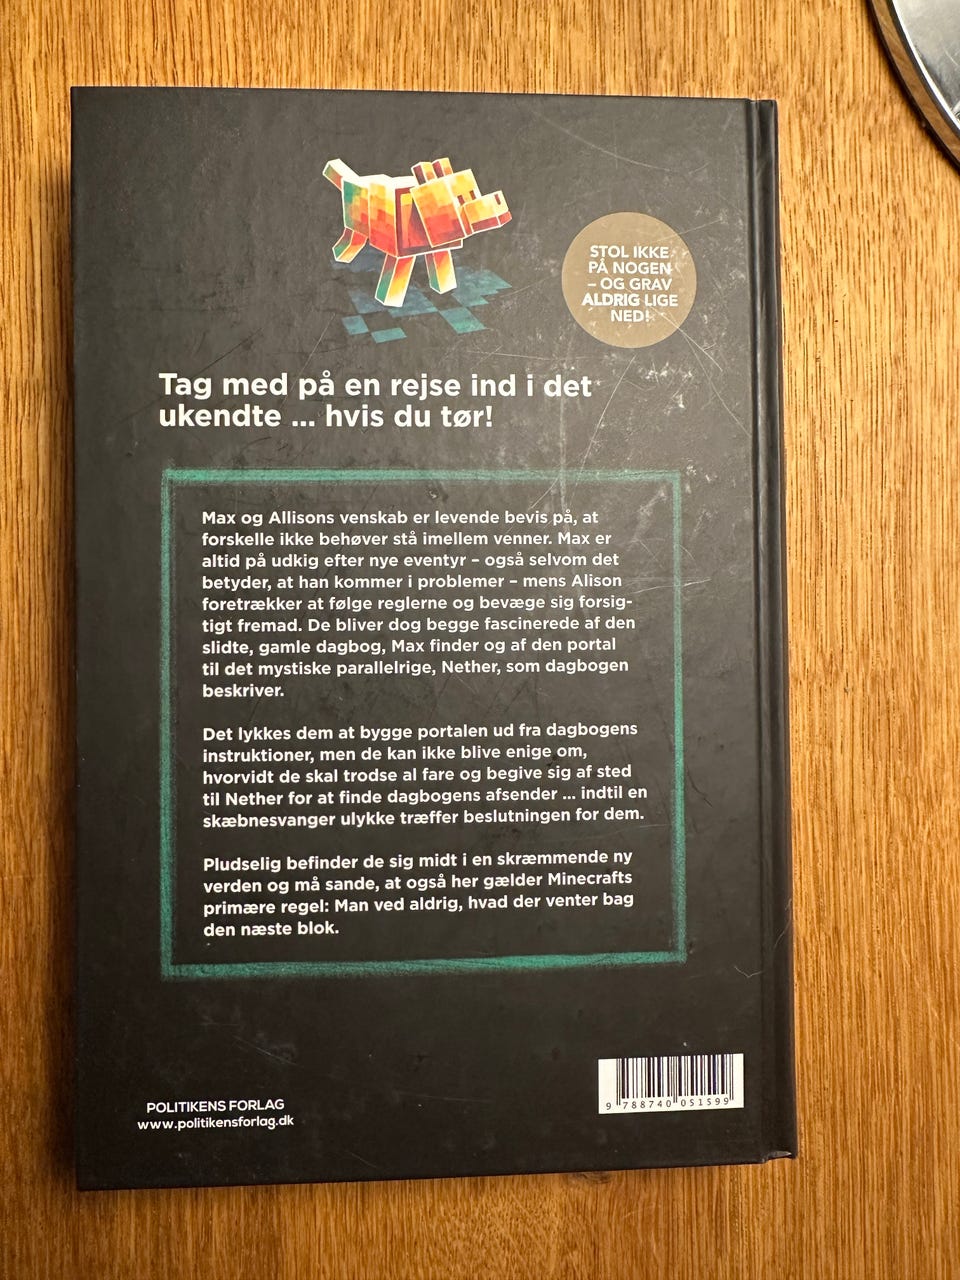 STOL IKKE
PÅ NOGEN
– OG GRAV
ALDRIG LIGE
NED!
Tag med på en rejse ind i det
ukendte ... hvis du tør!
Max og Allisons venskab er levende bevis på, at
forskelle ikke behøver stå imellem venner. Max er
altid på udkig efter nye eventyr – også selvom det
betyder, at han kommer i problemer – mens Alison
foretrækker at følge reglerne og bevæge sig forsig-
tigt fremad. De bliver dog begge fascinerede af den
slidte, gamle dagbog, Max finder og af den portal
til det mystiske parallelrige, Nether, som dagbogen
beskriver.
Det lykkes dem at bygge portalen ud fra dagbogens
instruktioner, men de kan ikke blive enige om,
hvorvidt de skal trodse al fare og begive sig af sted
til Nether for at finde dagbogens afsender ... indtil en
skæbnesvanger ulykke træffer beslutningen for dem.
Pludselig befinder de sig midt i en skræmmende ny
verden og må sande, at også her gælder Minecrafts
primære regel: Man ved aldrig, hvad der venter bag
den næste blok.
POLITIKENS FORLAG
www.politikensforlag.dk
9 788740 051599